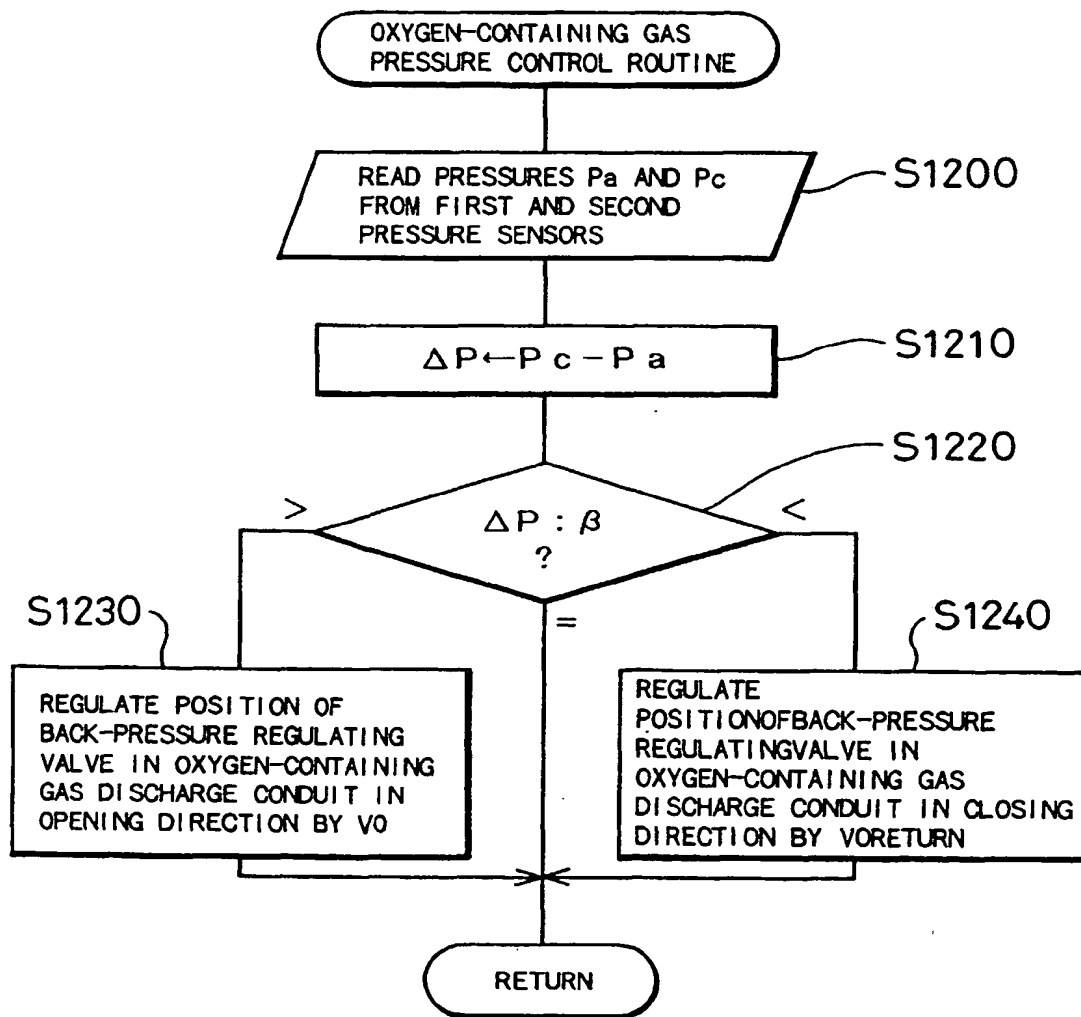 OXYGEN-CONTAINING GAS
PRESSURE CONTROL ROUTINE
READ PRESSURES Pa AND Pc
FROM FIRST AND SECOND
PRESSURE SENSORS
S1200
ΔP←Pc-Pa
S1210
S1220
>
<
ΔP : β
?
=
S1230
S1240
REGULATE POSITION OF
BACK-PRESSURE REGULATING
VALVE IN OXYGEN-CONTAINING
GAS DISCHARGE CONDUIT IN
OPENING DIRECTION BY VO
REGULATE
POSITIONOFBACK-PRESSURE
REGULATINGVALVE IN
OXYGEN-CONTAINING GAS
DISCHARGE CONDUIT IN CLOSING
DIRECTION BY VORETURN
RETURN